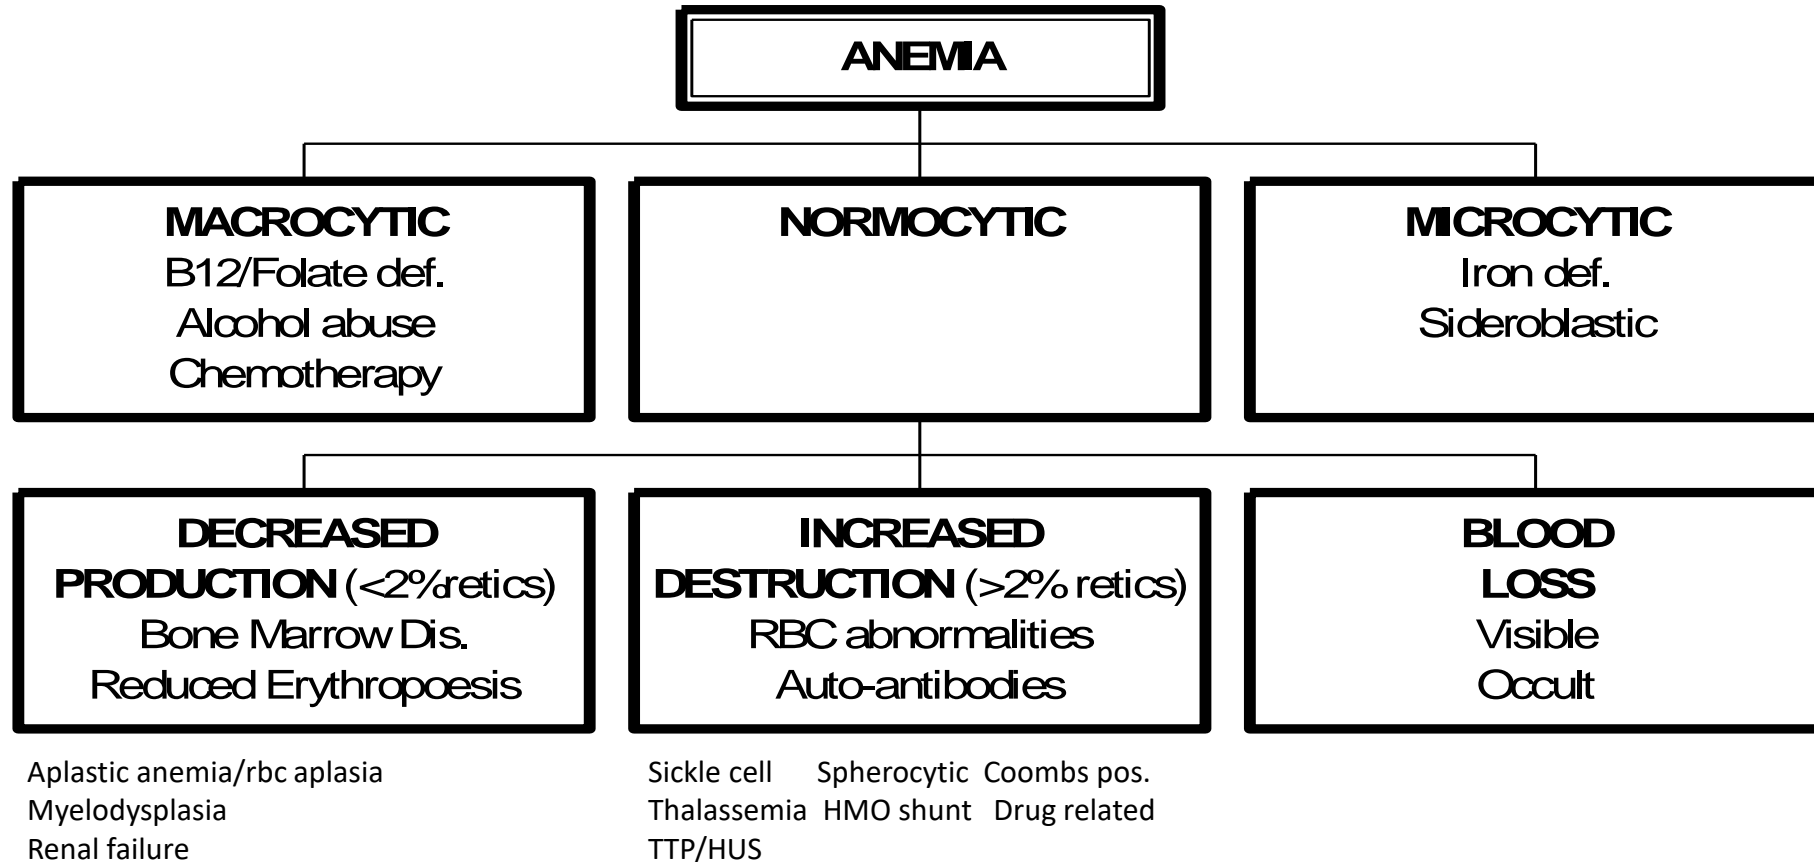 ANEMIA
MACROCYTIC
B12/Folate def.
Alcohol abuse
Chemotherapy
NORMOCYTIC
MICROCYTIC
Iron def.
Sideroblastic
DECREASED
PRODUCTION (<2%retics)
Bone Marrow Dis.
Reduced Erythropoesis
INCREASED
DESTRUCTION (>2% retics)
RBC abnormalities
Auto-antibodies
BLOOD
LOSS
Visible
Occult
Aplastic anemia/rbc aplasia
Myelodysplasia
Renal failure
Sickle cell Spherocytic Coombs pos.
Thalassemia HMO shunt Drug related
TTP/HUS